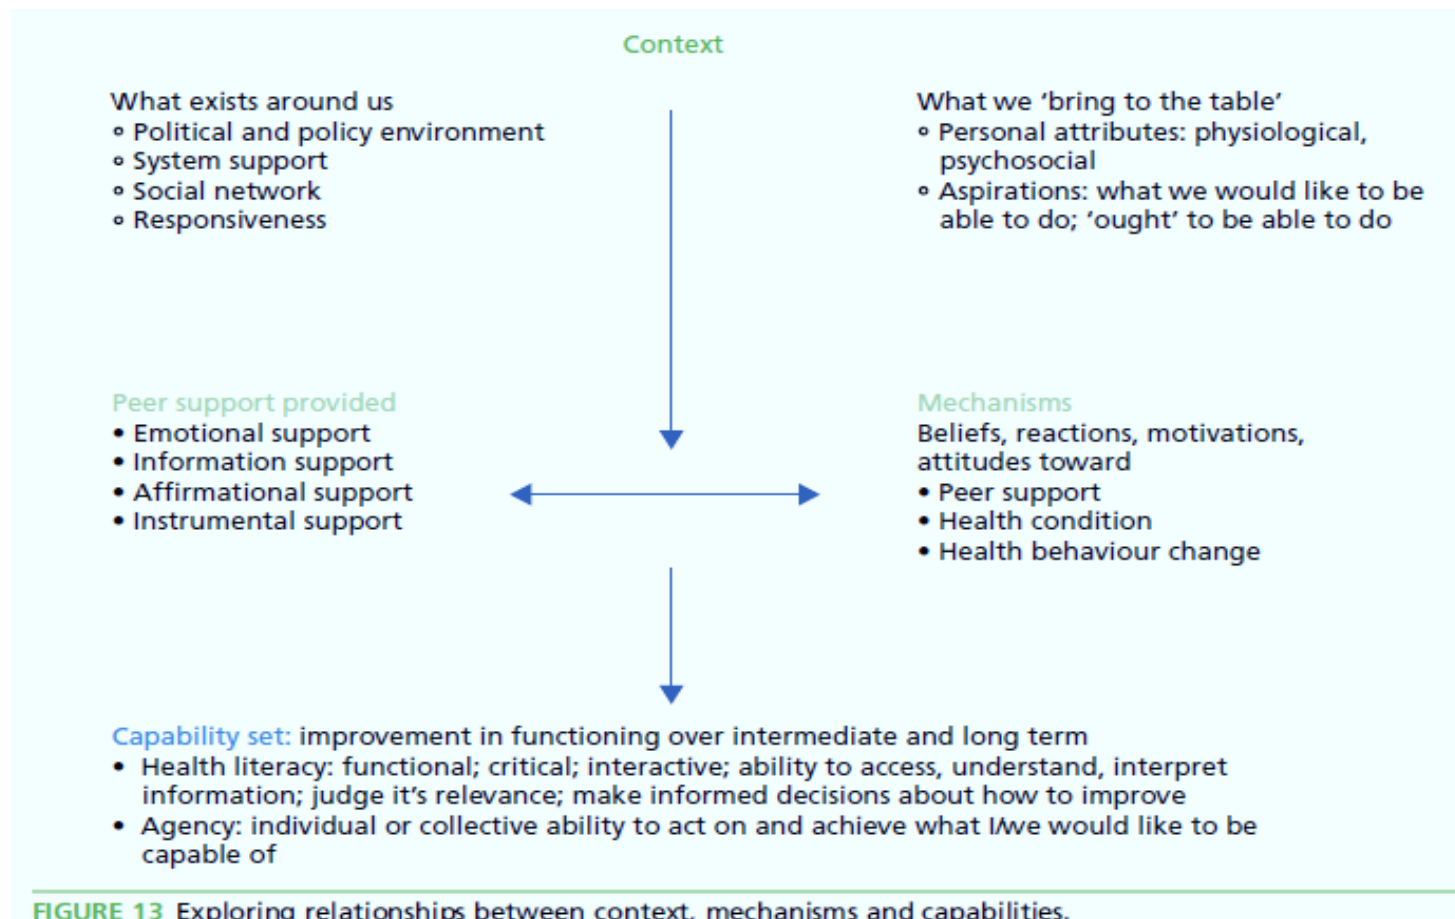 Context
What exists around us
∘ Political and policy environment
∘ System support
∘ Social network
∘ Responsiveness
What we ‘bring to the table’
∘ Personal attributes: physiological,
psychosocial
∘ Aspirations: what we would like to be
able to do; ‘ought’ to be able to do
Peer support provided
• Emotional support
• Information support
• Affirmational support
• Instrumental support
Mechanisms
Beliefs, reactions, motivations,
attitudes toward
• Peer support
• Health condition
• Health behaviour change
Capability set: improvement in functioning over intermediate and long term
• Health literacy: functional; critical; interactive; ability to access, understand, interpret
information; judge it’s relevance; make informed decisions about how to improve
• Agency: individual or collective ability to act on and achieve what I/we would like to be
capable of
FIGURE 13 Exploring relationships between context, mechanisms and capabilities.